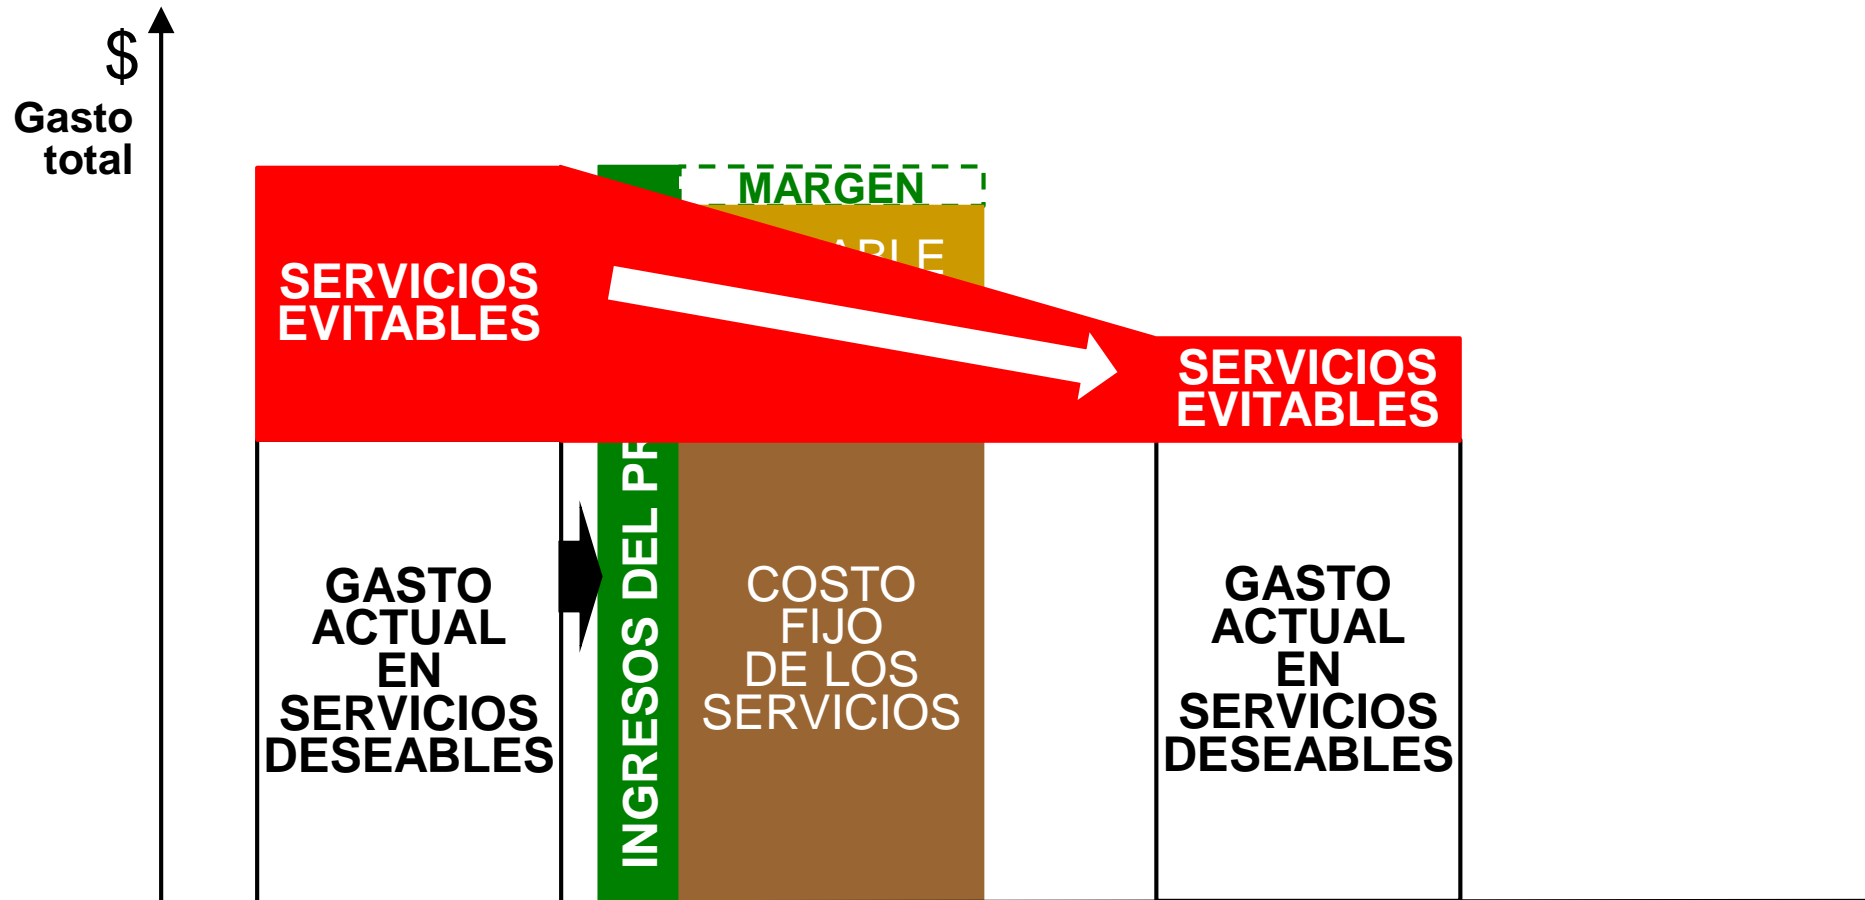 $
Gasto
total
SERVICIOS
EVITABLES
GASTO
ACTUAL
EN
SERVICIOS
DESEABLES
INGRESOS DEL
MARGEN
COSTO
FIJO
DE LOS
SERVICIOS
SERVICIOS
EVITABLES
GASTO
ACTUAL
EN
SERVICIOS
DESEABLES